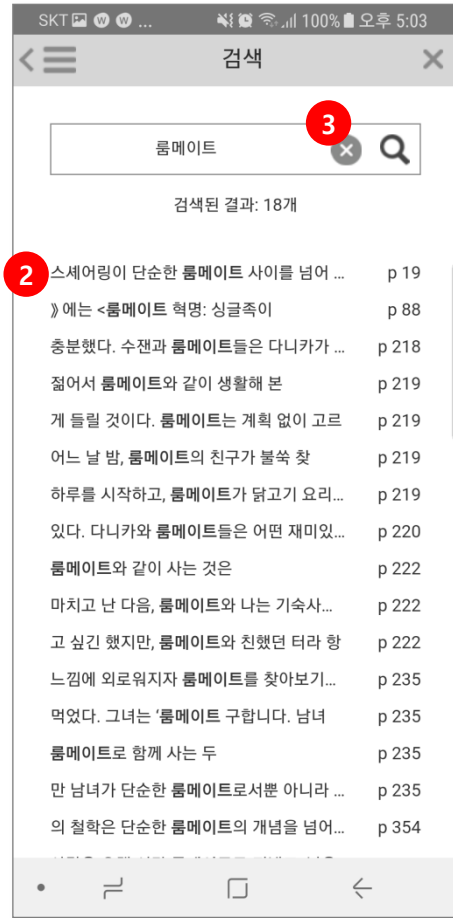 SKT ... 100% 오후 5:03
검색
3
룸메이트
검색된 결과: 18개
2
스셰어링이 단순한 룸메이트 사이를 넘어 ... p 19
》에는 <룸메이트 혁명: 싱글족이 p 88
충분했다. 수잰과 룸메이트들은 다니카가 ... p 218
젊어서 룸메이트와 같이 생활해 본 p 219
게 들릴 것이다. 룸메이트는 계획 없이 고르 p 219
어느 날 밤, 룸메이트의 친구가 불쑥 찾 p 219
하루를 시작하고, 룸메이트가 닭고기 요리... p 219
있다. 다니카와 룸메이트들은 어떤 재미있... p 220
룸메이트와 같이 사는 것은 p 222
마치고 난 다음, 룸메이트와 나는 기숙사... p 222
고 싶긴 했지만, 룸메이트와 친했던 터라 항 p 222
느낌에 외로워지자 룸메이트를 찾아보기... p 235
먹었다. 그녀는 ‘룸메이트 구합니다. 남녀 p 235
룸메이트로 함께 사는 두 p 235
만 남녀가 단순한 룸메이트로서뿐 아니라 ... p 235
의 철학은 단순한 룸메이트의 개념을 넘어... p 354